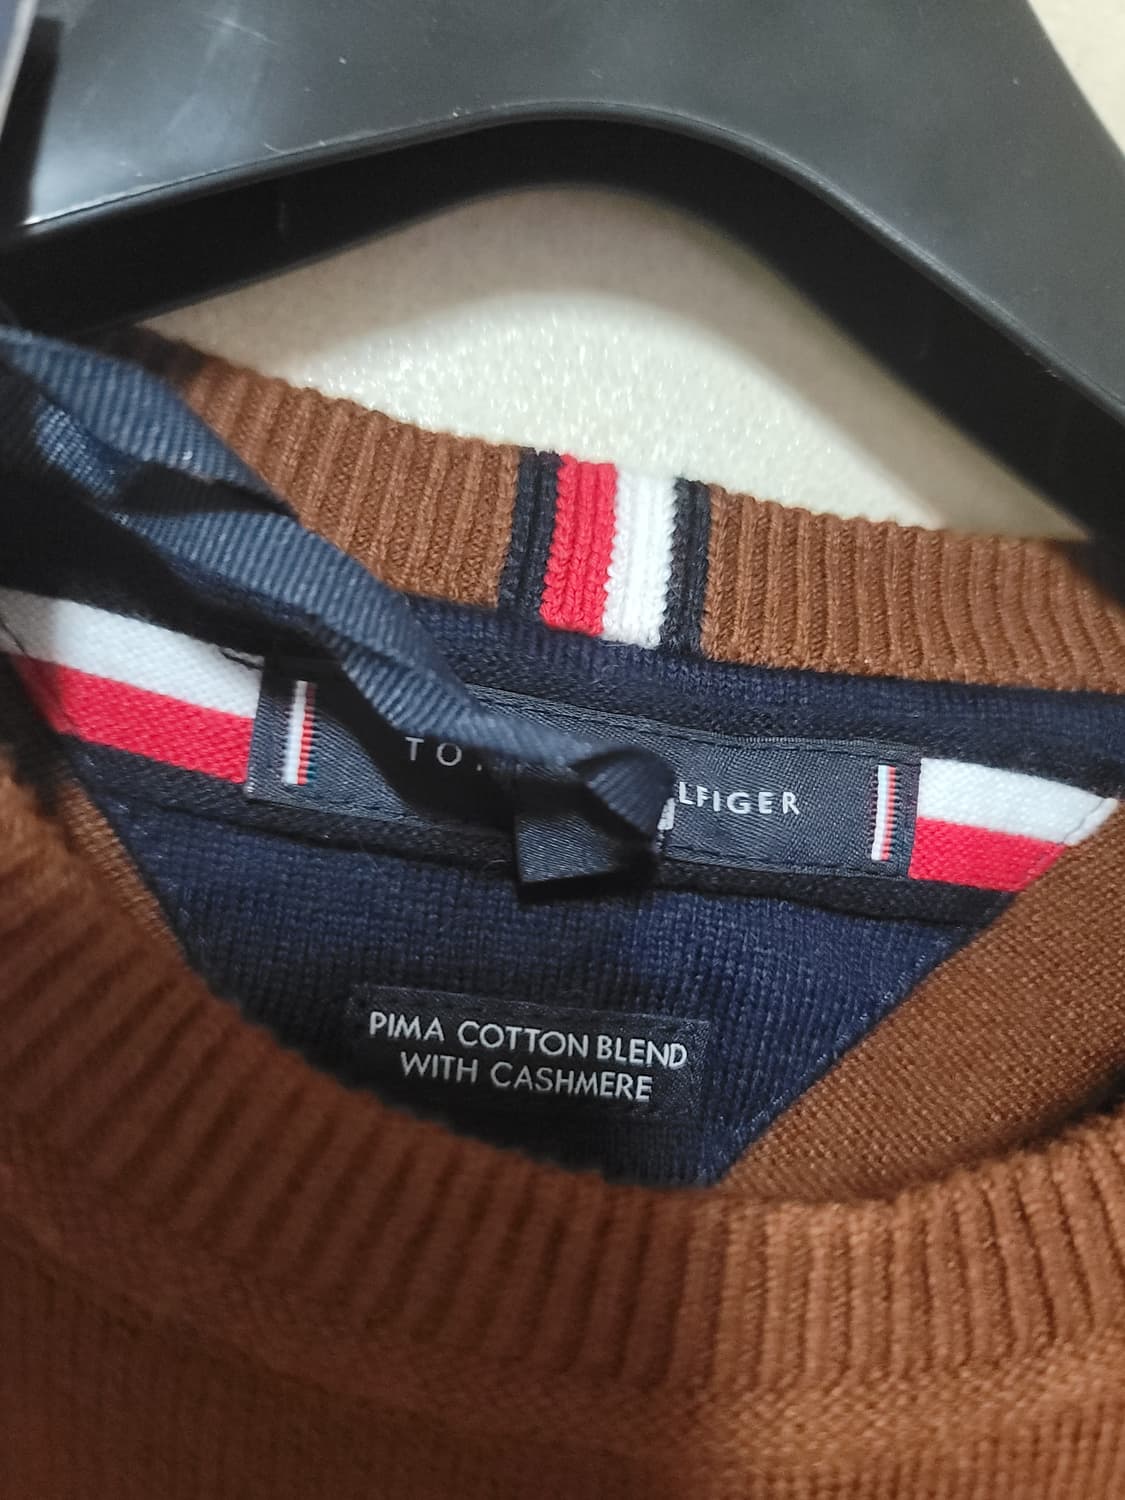 TO LFIGER
PIMA COTTON BLEND
WITH CASHMERE